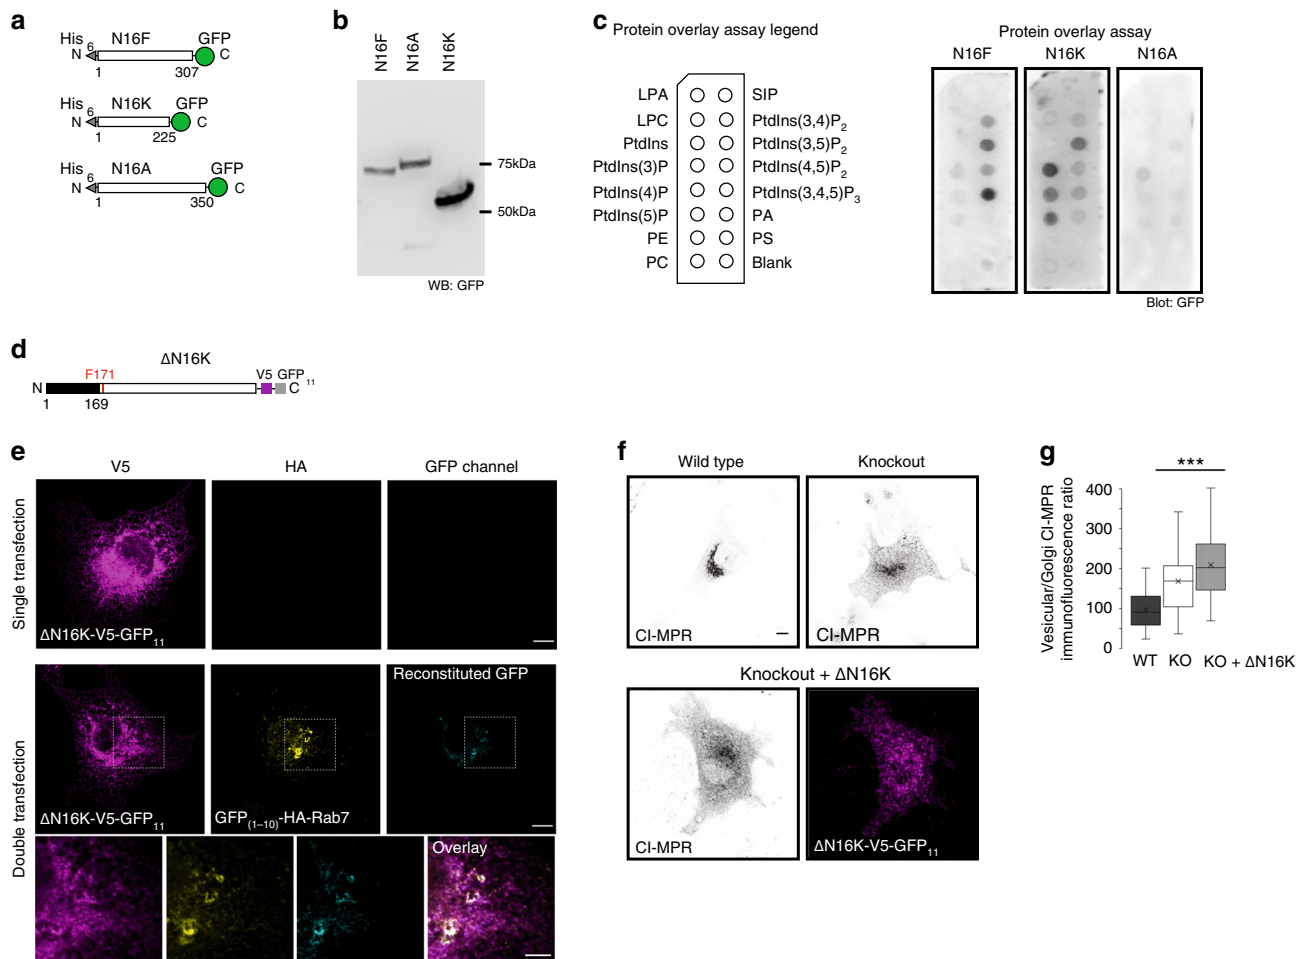 a
His6 N16F GFP
N C
1 307
His6 N16K GFP
N C
1 225
His6 N16A GFP
N C
1 350
b
N16F N16A N16K
75kDa
50kDa
WB: GFP
c
Protein overlay assay legend
LPA SIP
LPC PtdIns(3,4)P2
PtdIns PtdIns(3,5)P2
PtdIns(3)P PtdIns(4,5)P2
PtdIns(4)P PtdIns(3,4,5)P3
PtdIns(5)P PA
PE PS
PC Blank
Protein overlay assay
N16F N16K N16A
Blot: GFP
d
ΔN16K
F171 V5 GFP
N C 11
1 169
e
V5 HA GFP channel
Single transfection
ΔN16K-V5-GFP11
Double transfection
Reconstituted GFP
ΔN16K-V5-GFP11 GFP(1–10)-HA-Rab7
Overlay
f
Wild type Knockout
CI-MPR CI-MPR
Knockout + ΔN16K
CI-MPR ΔN16K-V5-GFP11
g
***
Vesicular/Golgi CI-MPR
immunofluorescence ratio
400
300
200
100
0
WT KO KO + ΔN16K